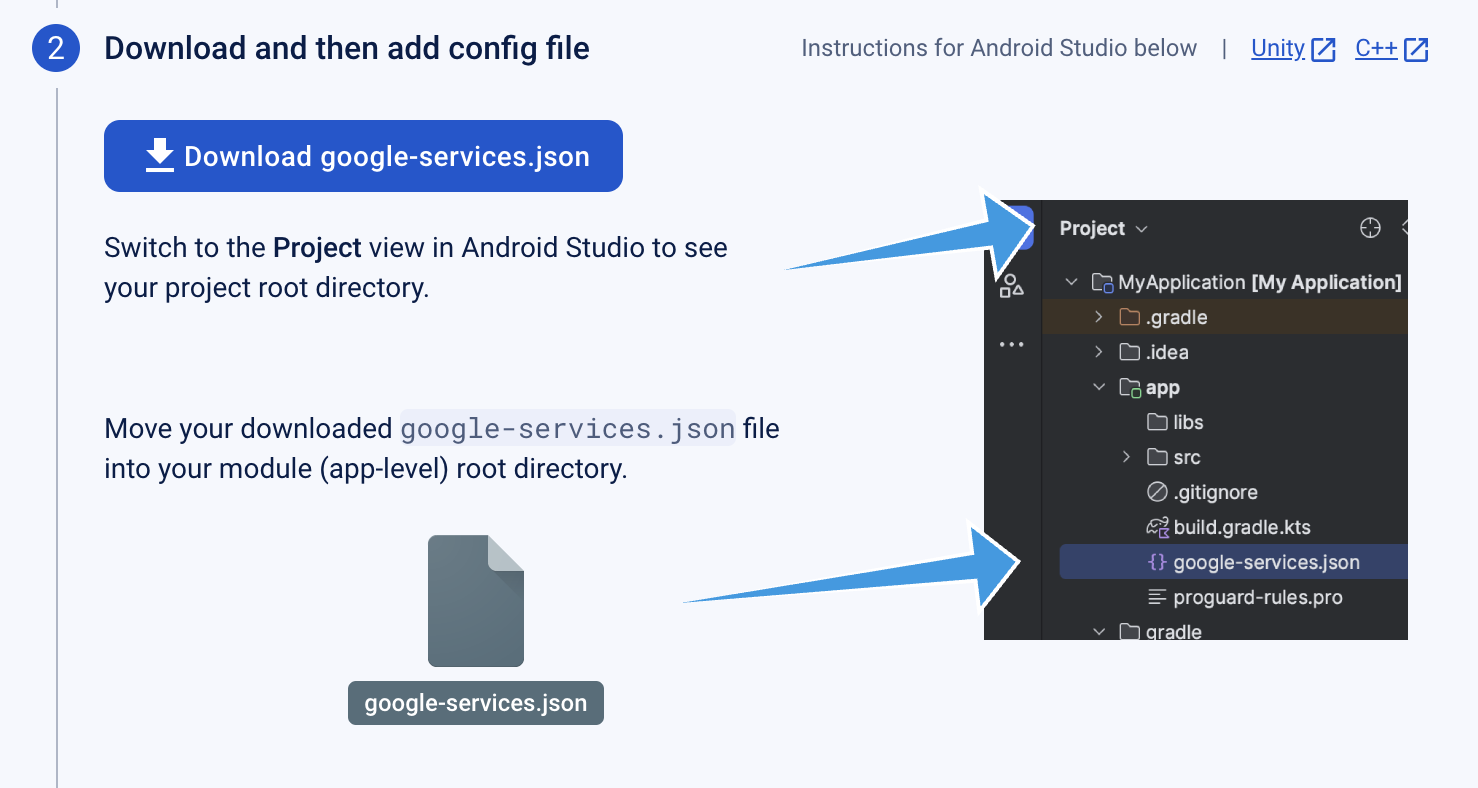 2 Download and then add config file
Instructions for Android Studio below | Unity C++
Download google-services.json
Switch to the Project view in Android Studio to see
your project root directory.
Move your downloaded google-services.json file
into your module (app-level) root directory.
google-services.json
Project
MyApplication [My Application]
.gradle
.idea
app
libs
src
.gitignore
build.gradle.kts
google-services.json
proguard-rules.pro
gradle